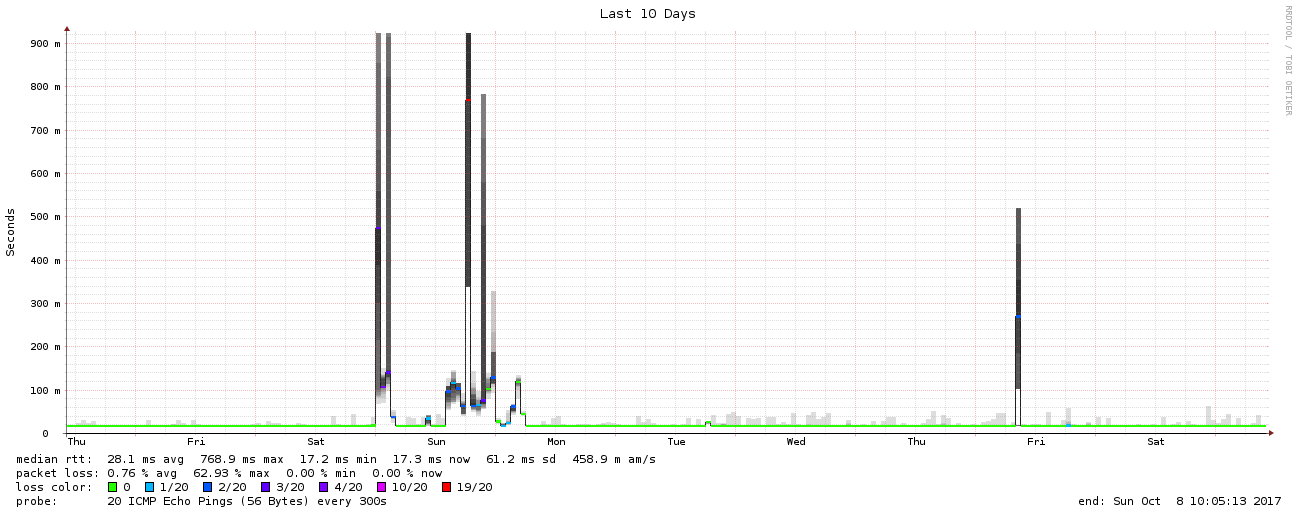 Last 10 Days
RRDTOOL / TOBI OETIKER
Seconds
900 m
800 m
700 m
600 m
500 m
400 m
300 m
200 m
100 m
0
Thu Fri Sat Sun Mon Tue Wed Thu Fri Sat
median rtt: 28.1 ms avg 768.9 ms max 17.2 ms min 17.3 ms now 61.2 ms sd 458.9 m am/s
packet loss: 0.76 % avg 62.93 % max 0.00 % min 0.00 % now
loss color: 0 1/20 2/20 3/20 4/20 10/20 19/20
probe: 20 ICMP Echo Pings (56 Bytes) every 300s end: Sun Oct 8 10:05:13 2017